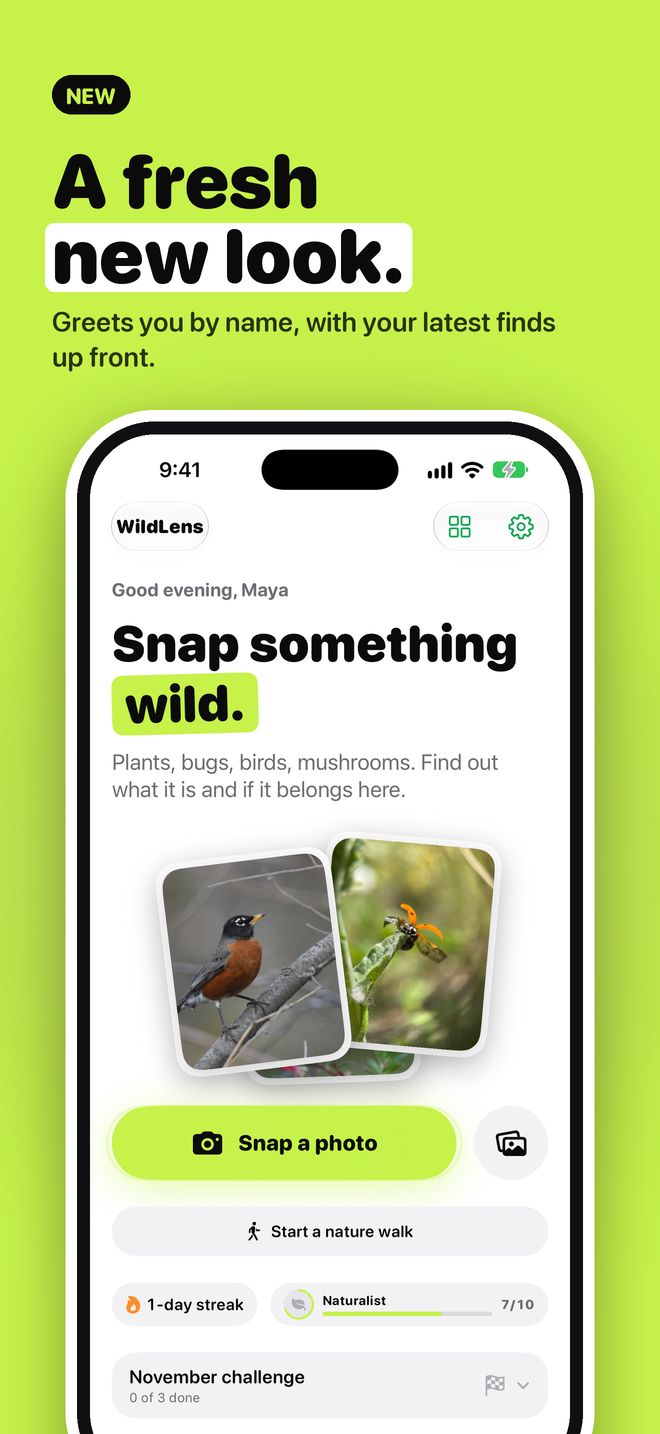 NEW
A fresh
new look.
Greets you by name, with your latest finds
up front.
9:41
WildLens
Good evening, Maya
Snap something
wild.
Plants, bugs, birds, mushrooms. Find out
what it is and if it belongs here.
Snap a photo
Start a nature walk
1-day streak
Naturalist
7/10
November challenge
0 of 3 done